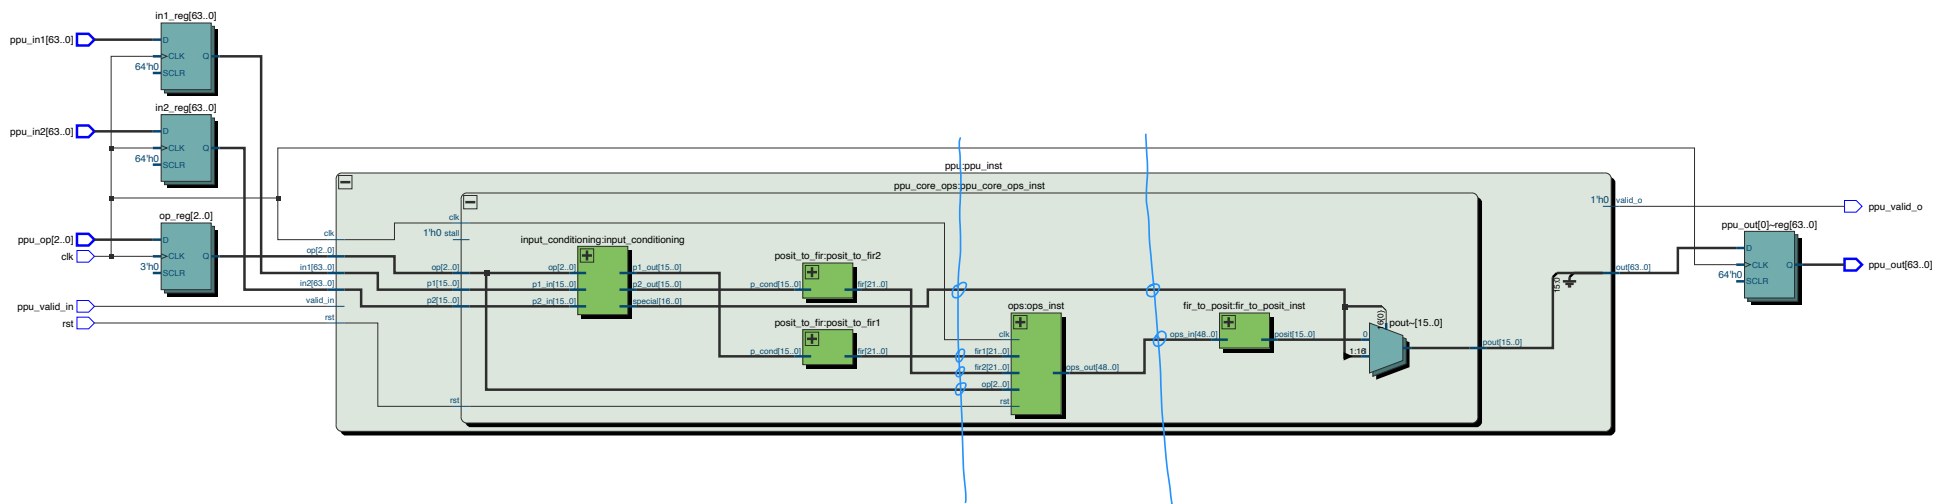 in1_reg[63..0]
ppu_in1[63..0]
D
CLK
Q
64'h0
SCLR
in2_reg[63..0]
ppu_in2[63..0]
D
CLK
Q
64'h0
SCLR
op_reg[2..0]
ppu_op[2..0]
D
clk
CLK
Q
3'h0
SCLR
ppu_valid_in
rst
ppu:ppu_inst
clk
op[2..0]
in1[63..0]
in2[63..0]
valid_in
rst
ppu_core_ops:ppu_core_ops_inst
clk
1'h0 stall
op[2..0]
p1[15..0]
p2[15..0]
rst
input_conditioning:input_conditioning
op[2..0]
p1_in[15..0]
p2_in[15..0]
p1_out[15..0]
p2_out[15..0]
special[16..0]
posit_to_fir:posit_to_fir2
p_cond[15..0]
fir[21..0]
posit_to_fir:posit_to_fir1
p_cond[15..0]
fir[21..0]
ops:ops_inst
clk
fir1[21..0]
fir2[21..0]
op[2..0]
rst
ops_out[48..0]
fir_to_posit:fir_to_posit_inst
ops_in[48..0]
posit[15..0]
pout~[15..0]
0
1:16
pout[15..0]
15:0
1'h0
valid_o
out[63..0]
ppu_valid_o
ppu_out[0]~reg[63..0]
D
CLK
Q
64'h0
SCLR
ppu_out[63..0]